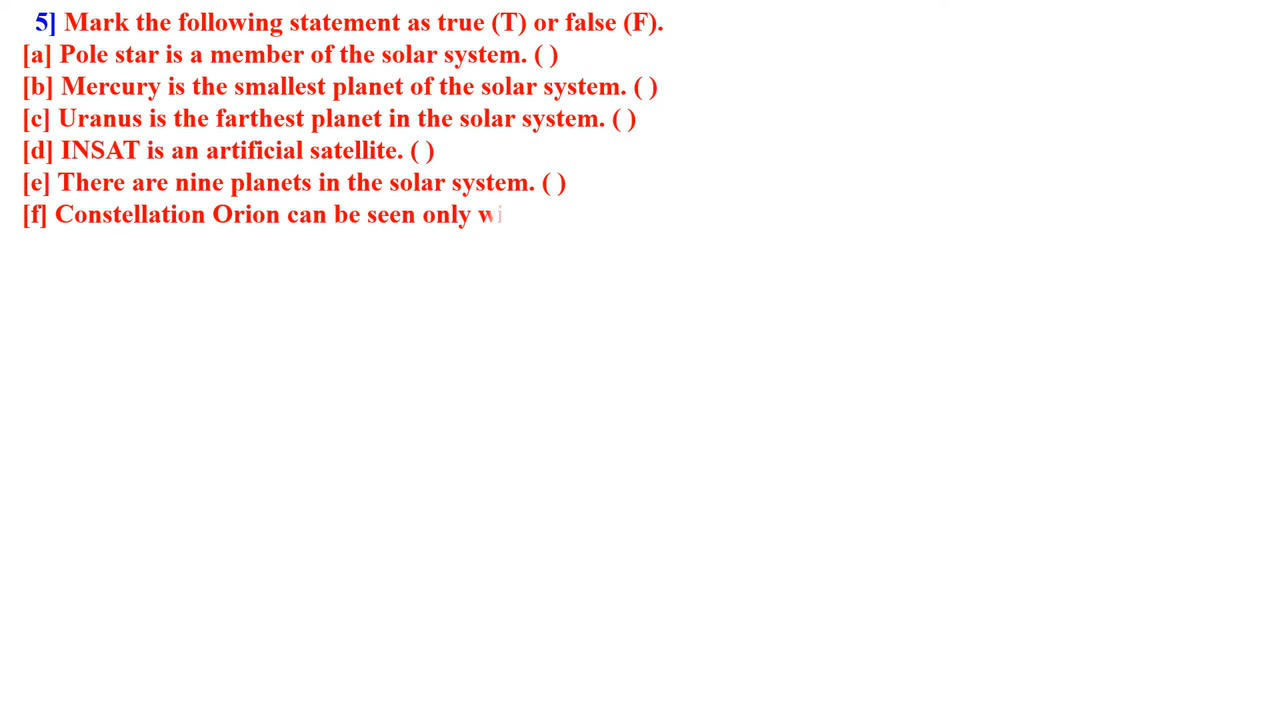 5] Mark the following statement as true (T) or false (F).
[a] Pole star is a member of the solar system. ( )
[b] Mercury is the smallest planet of the solar system. ( )
[c] Uranus is the farthest planet in the solar system. ( )
[d] INSAT is an artificial satellite. ( )
[e] There are nine planets in the solar system. ( )
[f] Constellation Orion can be seen only